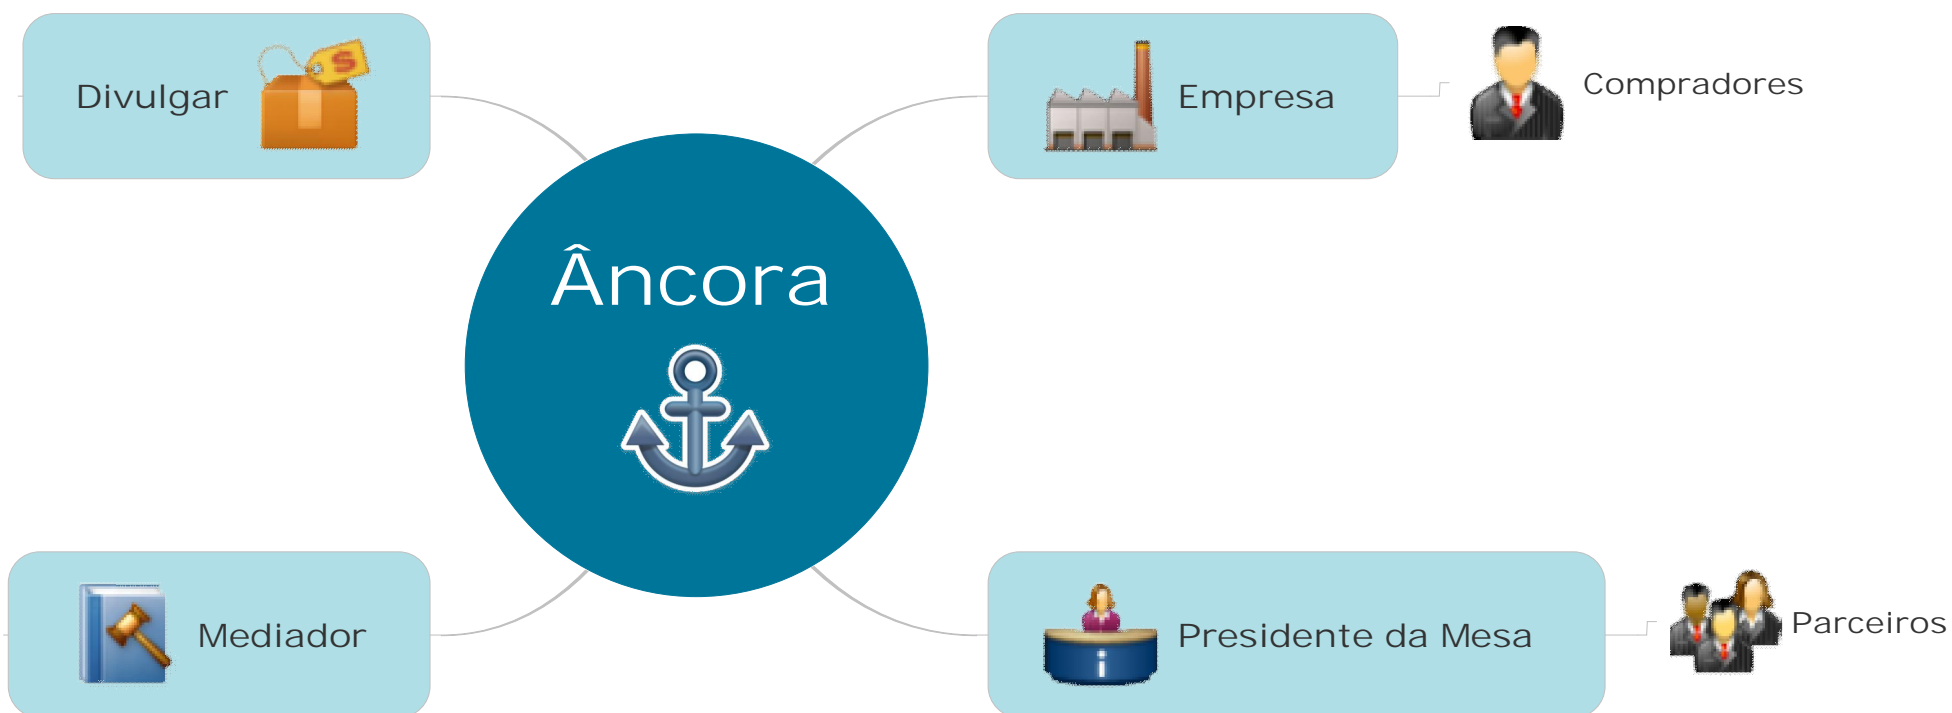 Divulgar
Empresa
Compradores
Âncora
Mediador
Presidente da Mesa
Parceiros